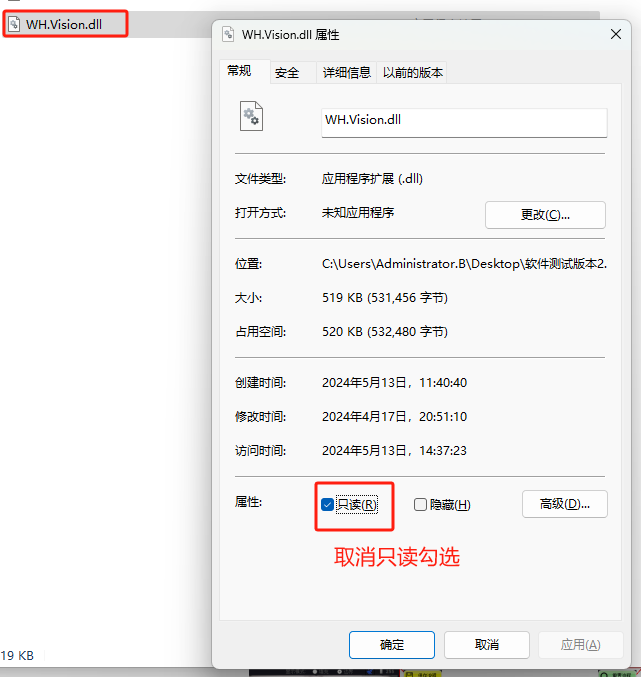 WH.Vision.dll
WH.Vision.dll 属性
常规
安全
详细信息
以前的版本
WH.Vision.dll
文件类型:
应用程序扩展 (.dll)
打开方式:
未知应用程序
更改(C)...
位置:
C:\Users\Administrator.B\Desktop\软件测试版本2.
大小:
519 KB (531,456 字节)
占用空间:
520 KB (532,480 字节)
创建时间:
2024年5月13日，11:40:40
修改时间:
2024年4月17日，20:51:10
访问时间:
2024年5月13日，14:37:23
属性:
只读(R)
隐藏(H)
高级(D)...
取消只读勾选
19 KB
确定
取消
应用(A)